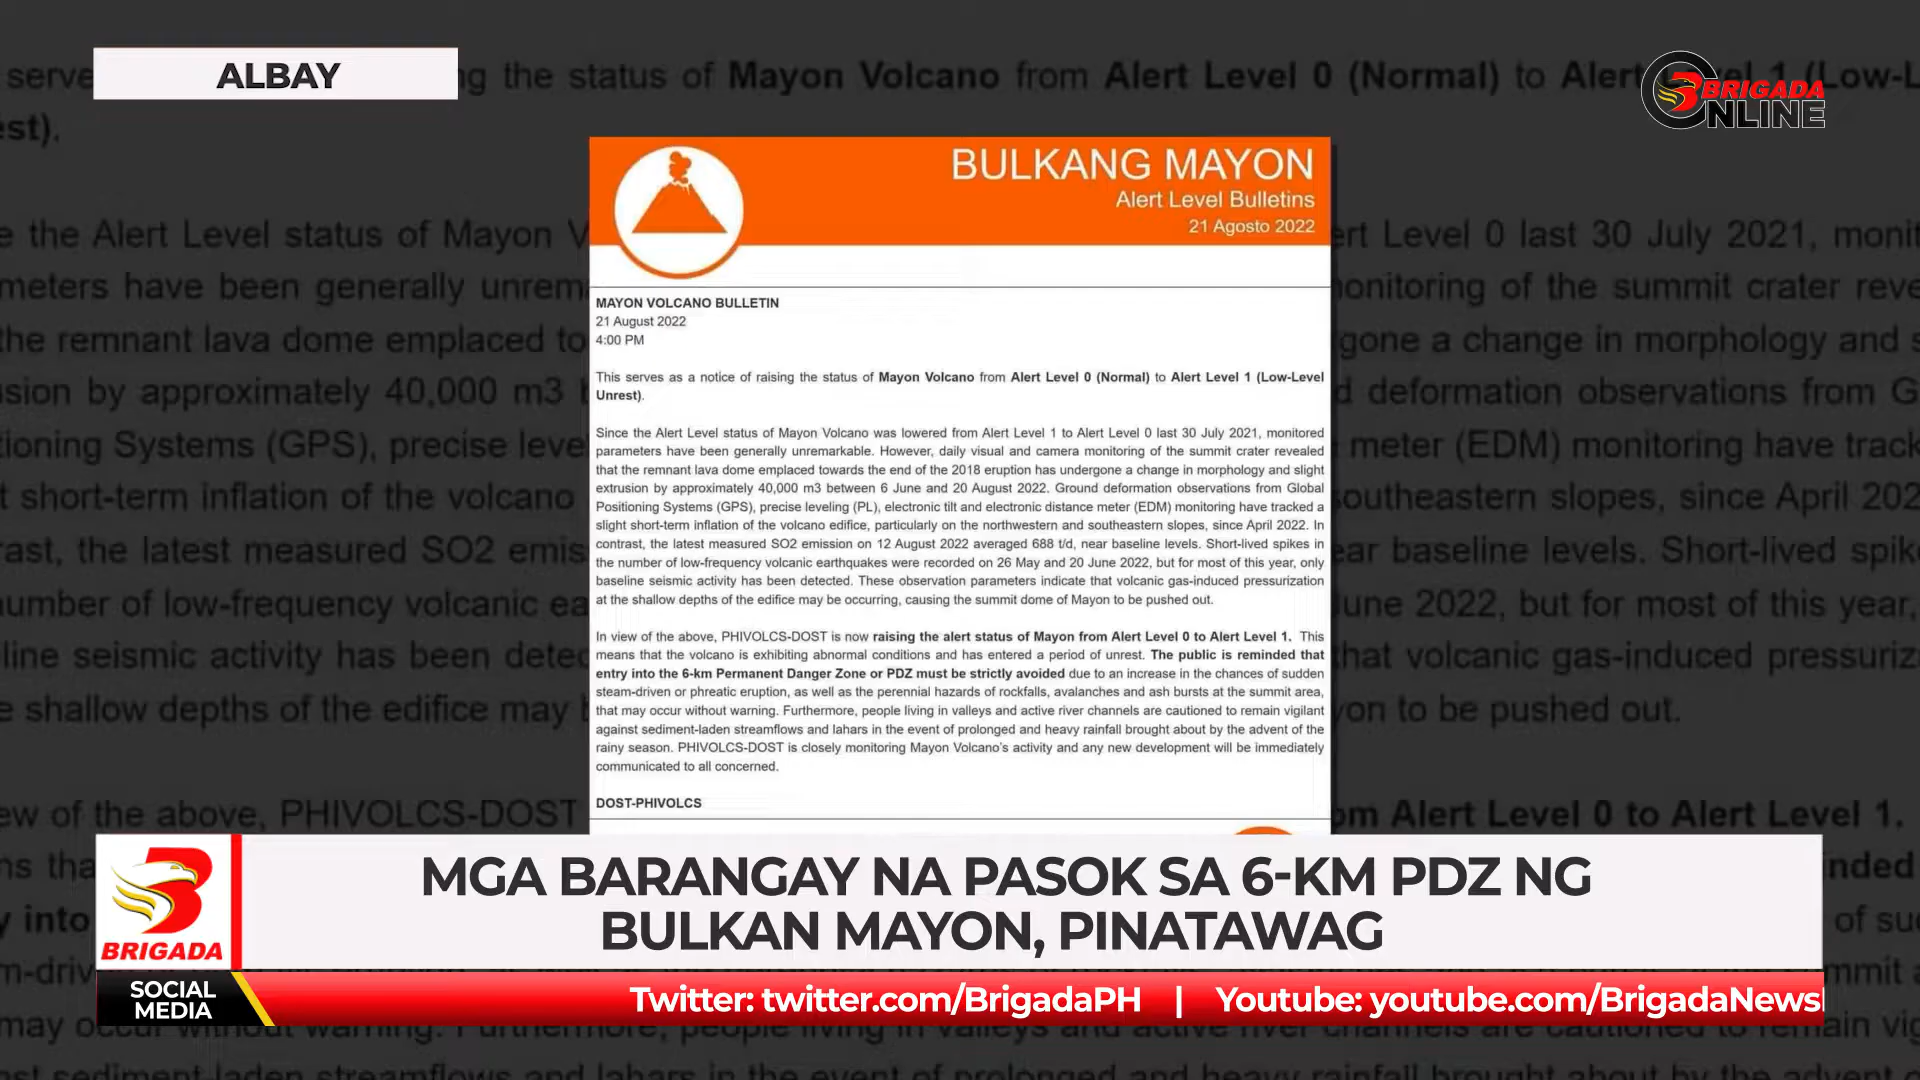 ALBAY
BRIGADA
ONLINE
BULKANG MAYON
Alert Level Bulletins
21 Agosto 2022
MAYON VOLCANO BULLETIN
21 August 2022
4:00 PM
This serves as a notice of raising the status of Mayon Volcano from Alert Level 0 (Normal) to Alert Level 1 (Low-Level
Unrest).
Since the Alert Level status of Mayon Volcano was lowered from Alert Level 1 to Alert Level 0 last 30 July 2021, monitored
parameters have been generally unremarkable. However, daily visual and camera monitoring of the summit crater revealed
that the remnant lava dome emplaced towards the end of the 2018 eruption has undergone a change in morphology and slight
extrusion by approximately 40,000 m3 between 6 June and 20 August 2022. Ground deformation observations from Global
Positioning Systems (GPS), precise leveling (PL), electronic tilt and electronic distance meter (EDM) monitoring have tracked a
slight short-term inflation of the volcano edifice, particularly on the northwestern and southeastern slopes, since April 2022. In
contrast, the latest measured SO2 emission on 12 August 2022 averaged 688 t/d, near baseline levels. Short-lived spikes in
the number of low-frequency volcanic earthquakes were recorded on 26 May and 20 June 2022, but for most of this year, only
baseline seismic activity has been detected. These observation parameters indicate that volcanic gas-induced pressurization
at the shallow depths of the edifice may be occurring, causing the summit dome of Mayon to be pushed out.
In view of the above, PHIVOLCS-DOST is now raising the alert status of Mayon from Alert Level 0 to Alert Level 1. This
means that the volcano is exhibiting abnormal conditions and has entered a period of unrest. The public is reminded that
entry into the 6-km Permanent Danger Zone or PDZ must be strictly avoided due to an increase in the chances of sudden
steam-driven or phreatic eruption, as well as the perennial hazards of rockfalls, avalanches and ash bursts at the summit area,
that may occur without warning. Furthermore, people living in valleys and active river channels are cautioned to remain vigilant
against sediment-laden streamflows and lahars in the event of prolonged and heavy rainfall brought about by the advent of the
rainy season. PHIVOLCS-DOST is closely monitoring Mayon Volcano's activity and any new development will be immediately
communicated to all concerned.
DOST-PHIVOLCS
MGA BARANGAY NA PASOK SA 6-KM PDZ NG
BULKAN MAYON, PINATAWAG
BRIGADA
SOCIAL
MEDIA
Twitter: twitter.com/BrigadaPH | Youtube: youtube.com/BrigadaNews